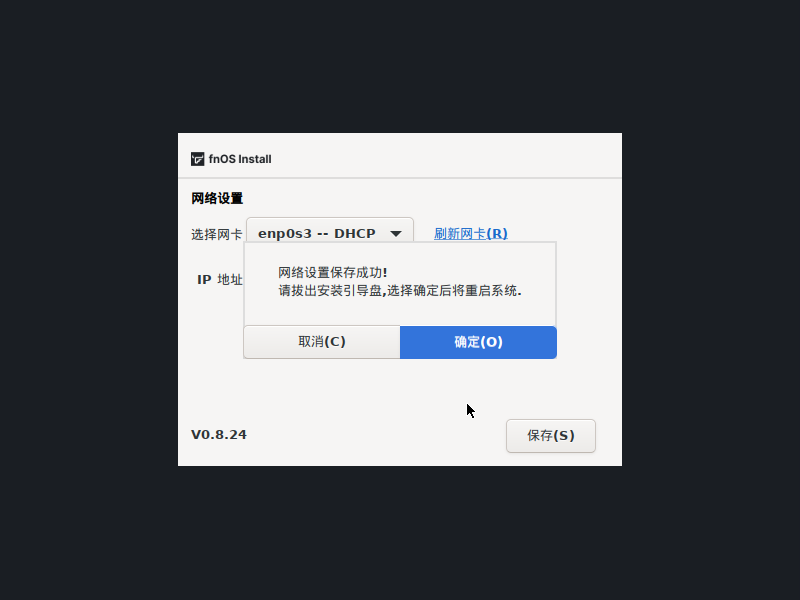 fnOS Install
网络设置
选择网卡 enp0s3 -- DHCP 刷新网卡(R)
IP 地址
网络设置保存成功!
请拔出安装引导盘,选择确定后将重启系统.
取消(C) 确定(O)
V0.8.24 保存(S)